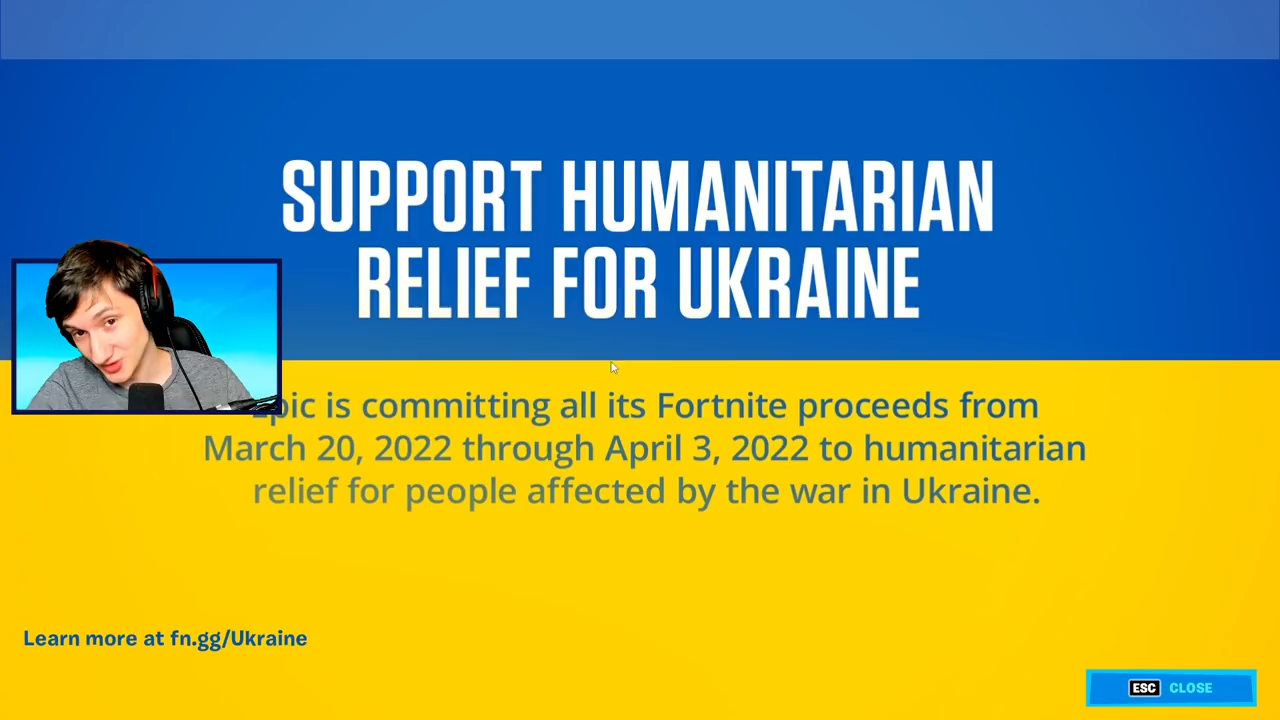 SUPPORT HUMANITARIAN
RELIEF FOR UKRAINE
Epic is committing all its Fortnite proceeds from
March 20, 2022 through April 3, 2022 to humanitarian
relief for people affected by the war in Ukraine.
Learn more at fn.gg/Ukraine
ESC CLOSE